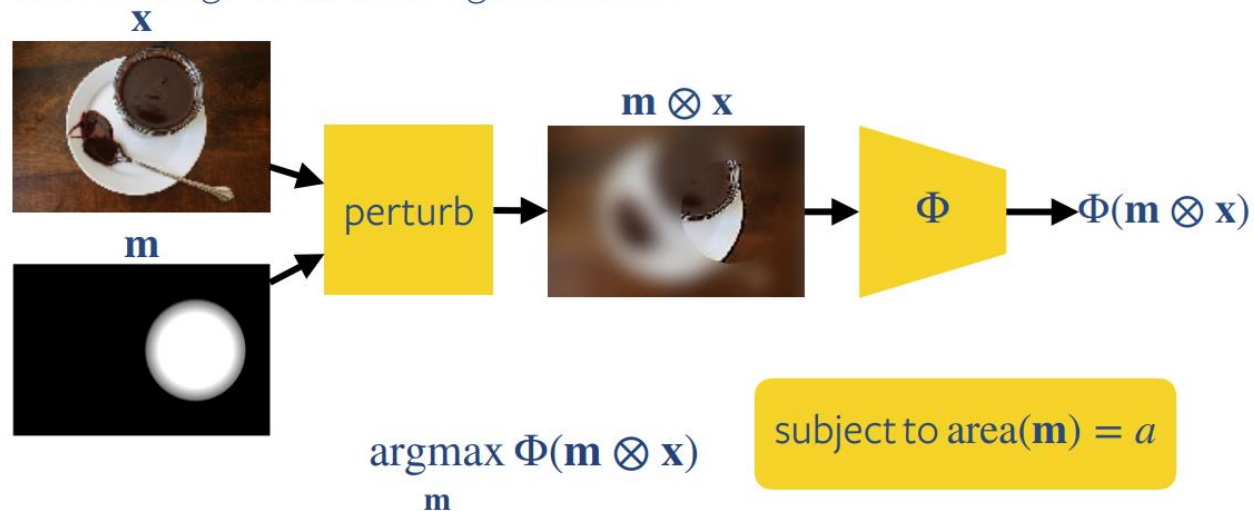 x
m ⊗ x
perturb
Φ
Φ(m ⊗ x)
m
argmax Φ(m ⊗ x)
m
subject to area(m) = a